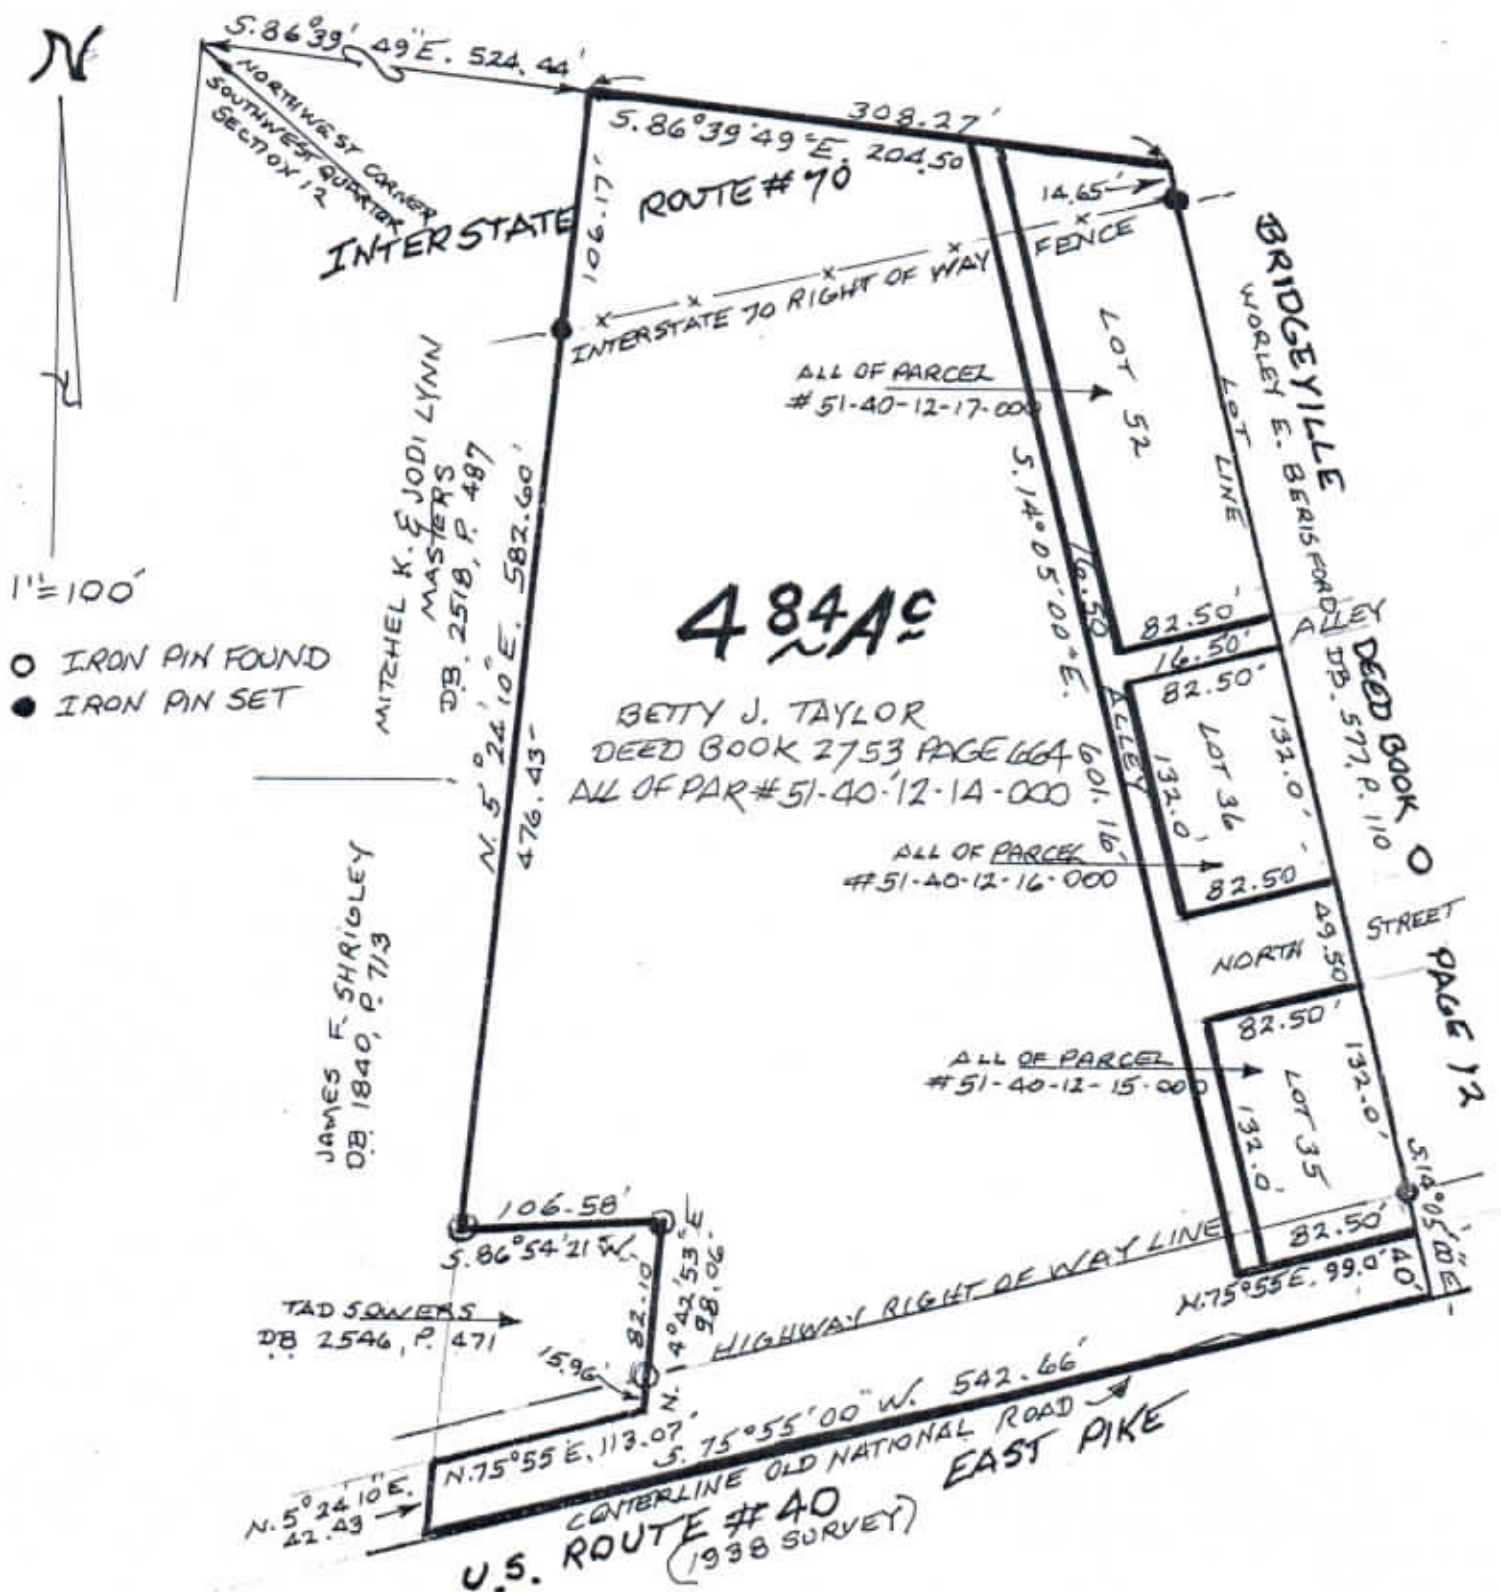 N
S. 86°39' 49" E. 524.44'
NORTHWEST CORNER
SOUTHWEST QUARTER
SECTION 12
308.27'
S. 86°39'49" E. 204.50
INTERSTATE ROUTE # 70
106.17'
14.65'
INTERSTATE 70 RIGHT OF WAY FENCE
BRIDGEVILLE
WORLEY E. BERISFORD
DB. 577, P. 110
DEED BOOK O
PAGE 12
LOT LINE
LOT 52
ALL OF PARCEL
# 51-40-12-17-000
MITCHEL K. & JODI LYNN
MASTERS
DB. 2518, P. 487
N. 5° 24' 10" E. 582.60'
476.43'
S. 14° 05' 00" E. 601.16'
16.50
1"=100'
O IRON PIN FOUND
● IRON PIN SET
4 84 Ac
BETTY J. TAYLOR
DEED BOOK 2753 PAGE 664
ALL OF PAR # 51-40-12-14-000
82.50'
16.50'
ALLEY
82.50'
ALLEY
132.0'
LOT 36
132.0'
ALL OF PARCEL
# 51-40-12-16-000
82.50
49.50
NORTH STREET
82.50'
ALL OF PARCEL
# 51-40-12-15-000
132.0'
LOT 35
132.0'
82.50'
S. 14° 05' 00" E
40'
N. 75°55 E. 99.0'
JAMES F. SHRIGLEY
DB. 1840, P. 713
106.58'
S. 86°54'21 W.
82.10
N. 4°42'53" E
98.06'
TAD SOWERS
DB 2546, P. 471
15.96'
HIGHWAY RIGHT OF WAY LINE
N. 75°55 E. 113.07'
S. 75°55'00" W. 542.66'
N. 5°24'10" E.
42.43
CENTERLINE OLD NATIONAL ROAD
U.S. ROUTE # 40 EAST PIKE
(1938 SURVEY)